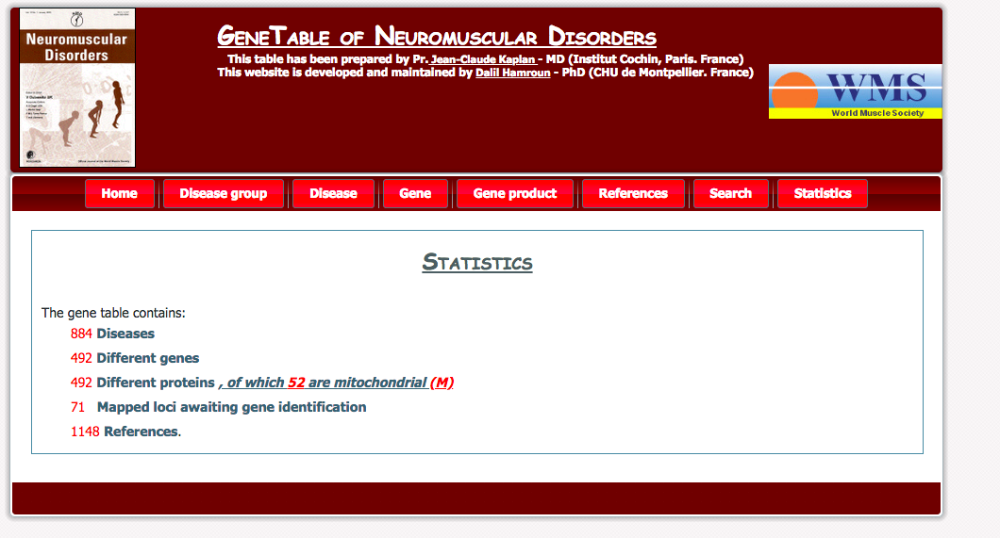 Neuromuscular
Disorders
GeneTable of Neuromuscular Disorders
This table has been prepared by Pr. Jean-Claude Kaplan - MD (Institut Cochin, Paris. France)
This website is developed and maintained by Dalil Hamroun - PhD (CHU de Montpellier. France)
WMS
World Muscle Society
Home Disease group Disease Gene Gene product References Search Statistics
Statistics
The gene table contains:
884 Diseases
492 Different genes
492 Different proteins , of which 52 are mitochondrial (M)
71 Mapped loci awaiting gene identification
1148 References.